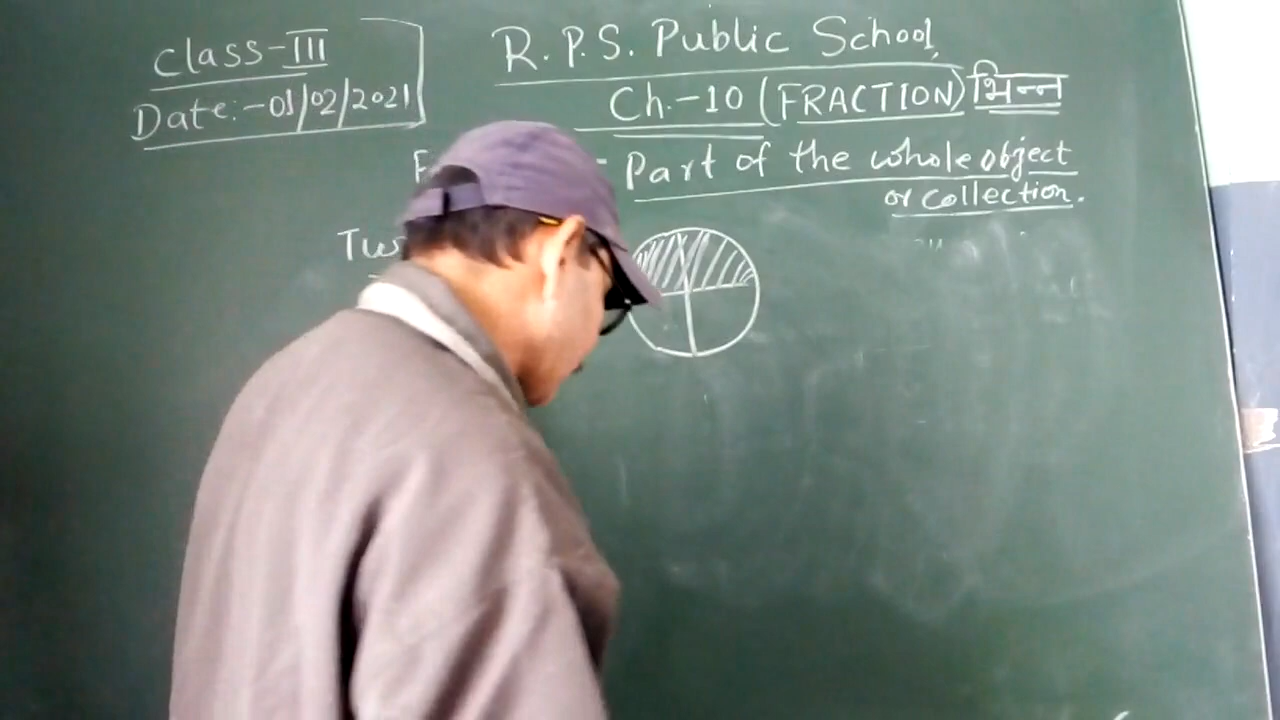 Class-III
Date:-01/02/2021
R.P.S. Public School
Ch.-10 (FRACTION) भिन्न
- Part of the whole object
or collection.